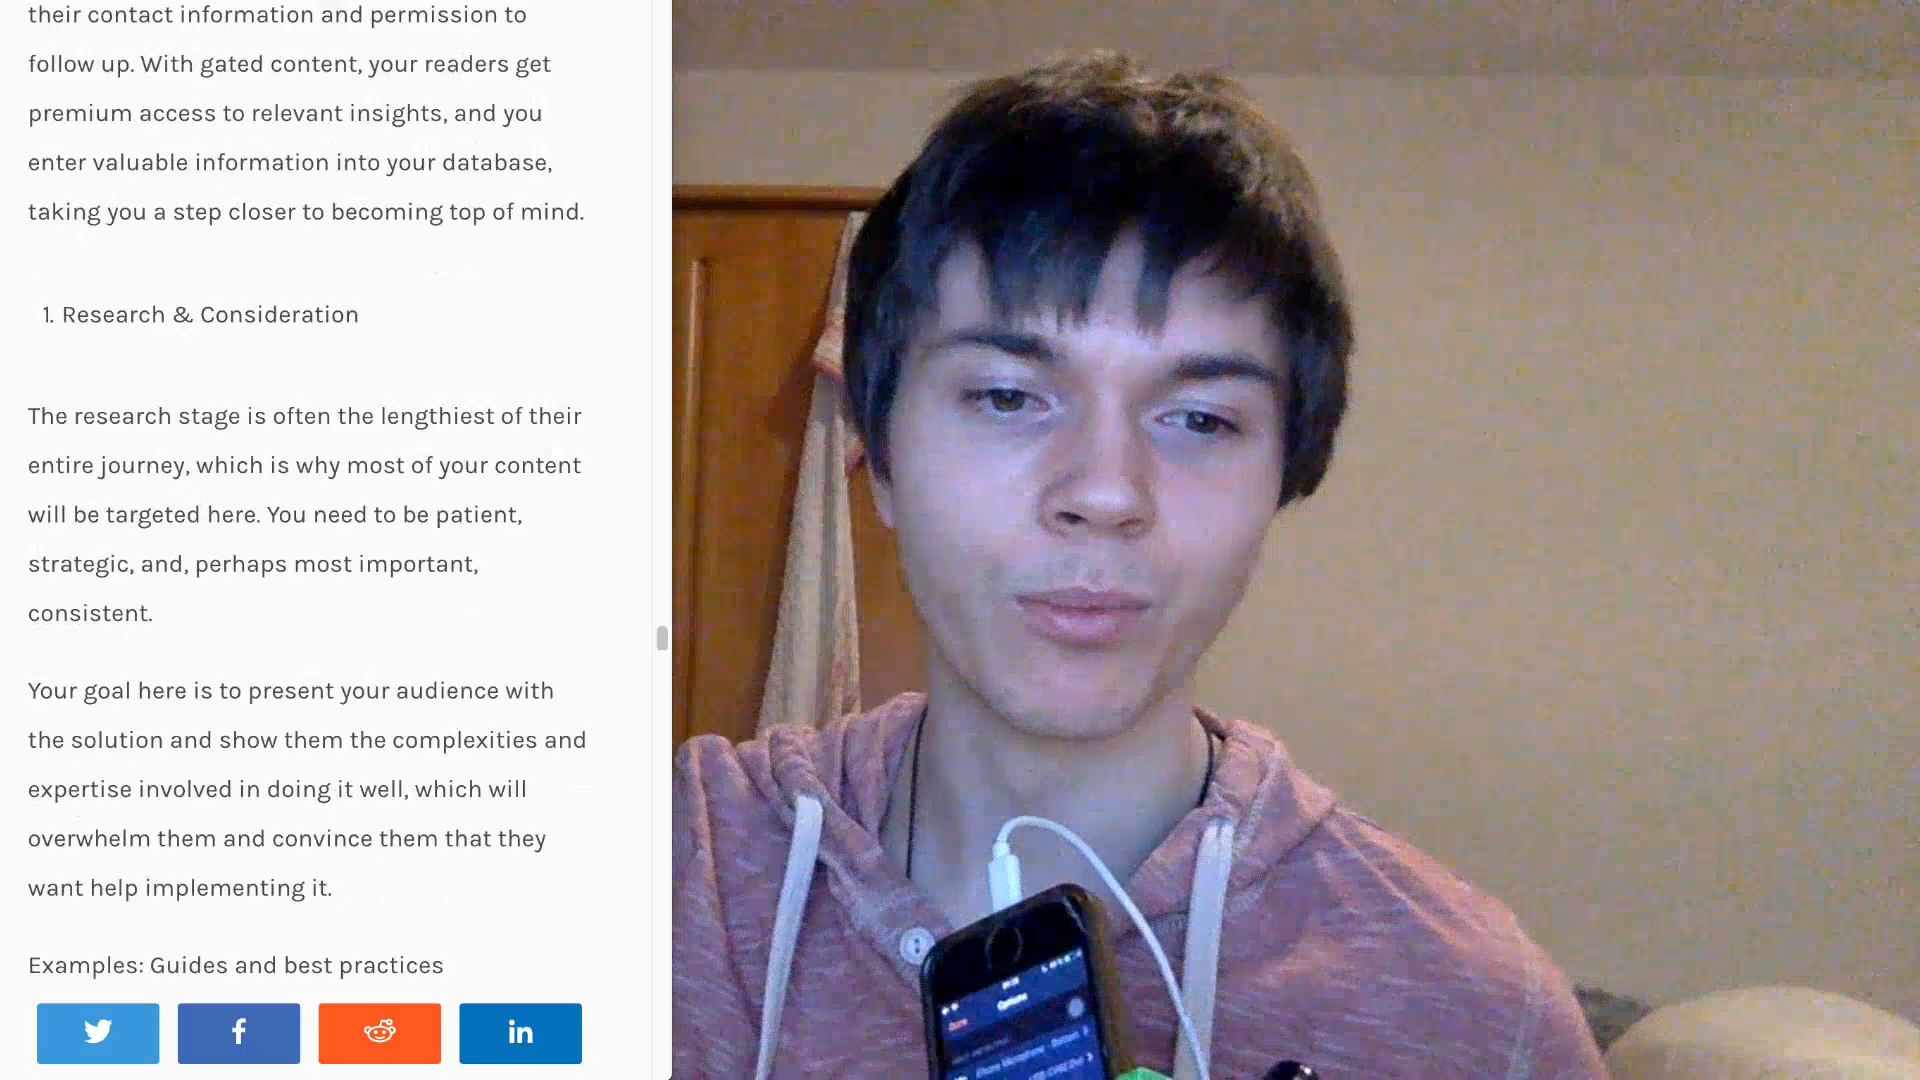 their contact information and permission to
follow up. With gated content, your readers get
premium access to relevant insights, and you
enter valuable information into your database,
taking you a step closer to becoming top of mind.
1. Research & Consideration
The research stage is often the lengthiest of their
entire journey, which is why most of your content
will be targeted here. You need to be patient,
strategic, and, perhaps most important,
consistent.
Your goal here is to present your audience with
the solution and show them the complexities and
expertise involved in doing it well, which will
overwhelm them and convince them that they
want help implementing it.
Examples: Guides and best practices
Options
Done